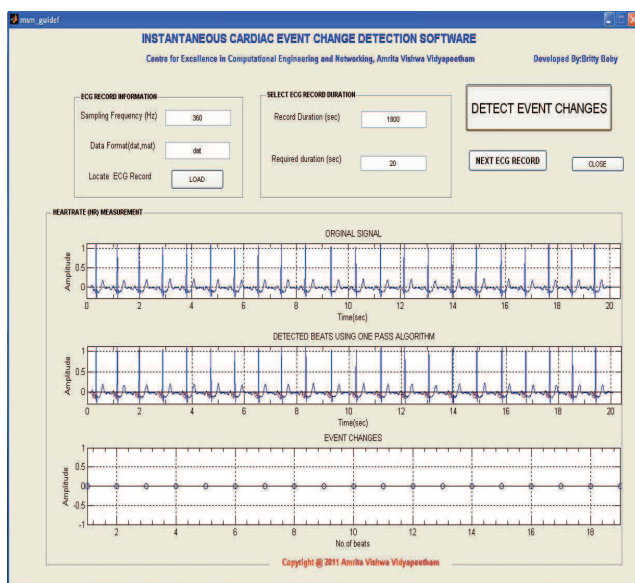 msm_guidef
INSTANTANEOUS CARDIAC EVENT CHANGE DETECTION SOFTWARE
Centre for Excellence in Computational Engineering and Networking, Amrita Vishwa Vidyapeetham
Developed By:Britty Baby
ECG RECORD INFORMATION
Sampling Frequency (Hz)
360
Data Format(dat,mat)
dat
Locate ECG Record
LOAD
SELECT ECG RECORD DURATION
Record Duration (sec)
1800
Required duration (sec)
20
DETECT EVENT CHANGES
NEXT ECG RECORD
CLOSE
HEARTRATE (HR) MEASUREMENT
ORGINAL SIGNAL
Amplitude
1
0.5
0
0 2 4 6 8 10 12 14 16 18 20
Time(sec)
DETECTED BEATS USING ONE PASS ALGORITHM
Amplitude
1
0.5
0
0 2 4 6 8 10 12 14 16 18 20
Time(sec)
EVENT CHANGES
Amplitude
1
0.5
0
-0.5
-1
2 4 6 8 10 12 14 16 18
No.of beats
Copyright @ 2011 Amrita Vishwa Vidyapeetham